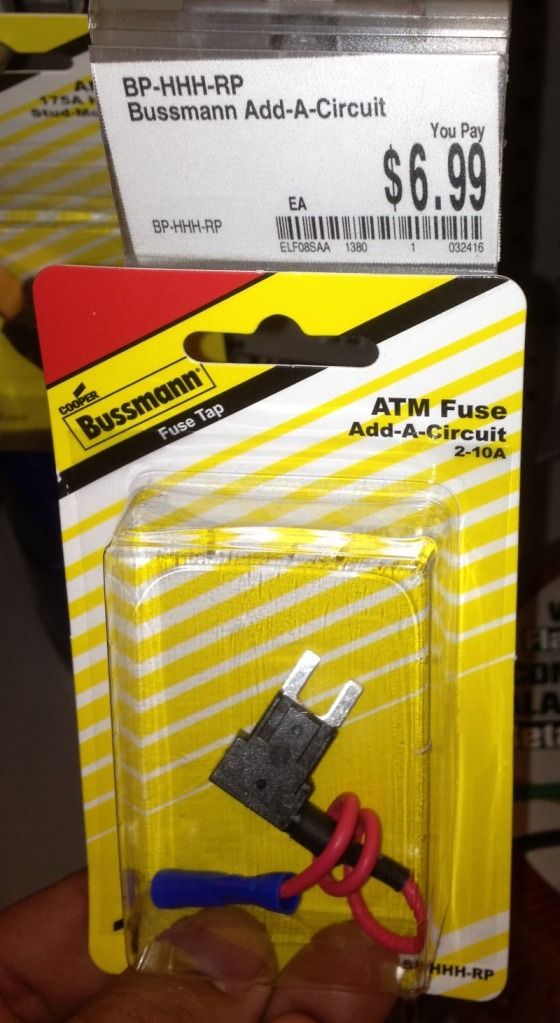 BP-HHH-RP
Bussmann Add-A-Circuit
You Pay
$6.99
EA
BP-HHH-RP
ELF08SAA 1380 1 032416
175A
COOPER
Bussmann
Fuse Tap
ATM Fuse
Add-A-Circuit
2-10A
HHH-RP